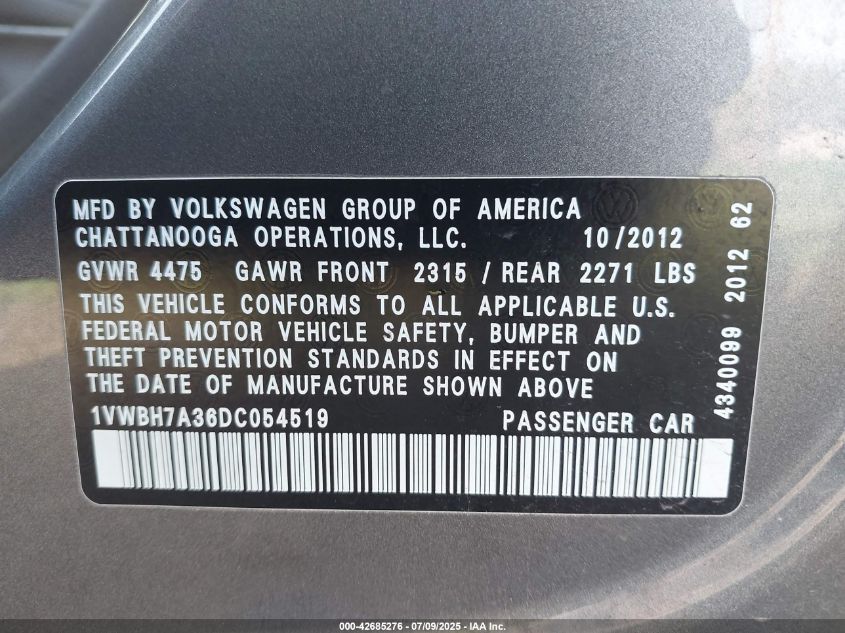 MFD BY VOLKSWAGEN GROUP OF AMERICA
CHATTANOOGA OPERATIONS, LLC. 10/2012
GVWR 4475 GAWR FRONT 2315 / REAR 2271 LBS
THIS VEHICLE CONFORMS TO ALL APPLICABLE U.S.
FEDERAL MOTOR VEHICLE SAFETY, BUMPER AND
THEFT PREVENTION STANDARDS IN EFFECT ON
THE DATE OF MANUFACTURE SHOWN ABOVE.
1VWBH7A36DC054519 PASSENGER CAR
4340099 2012 62
000-42685276 - 07/09/2025 - IAA Inc.